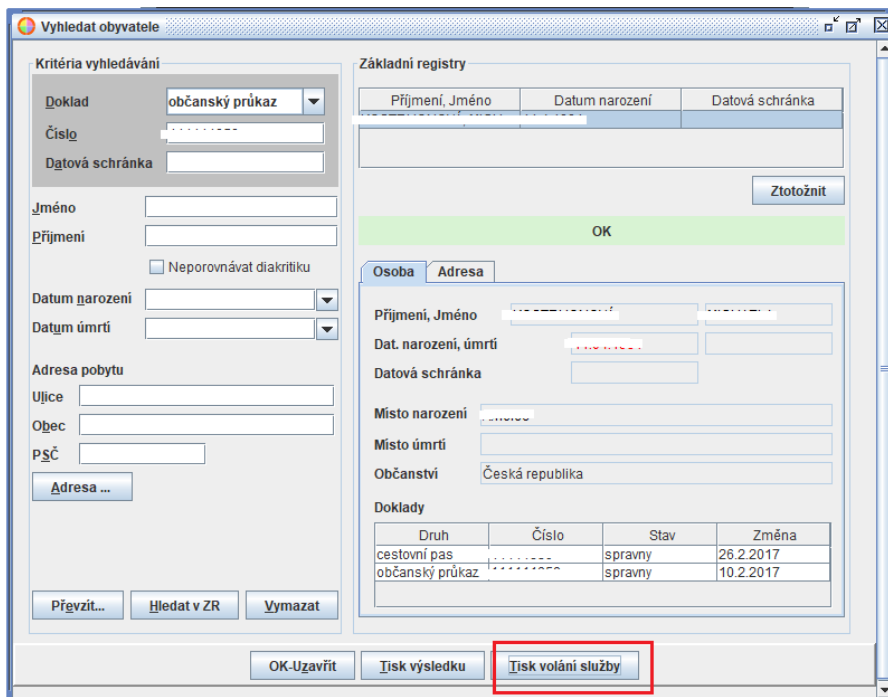 Vyhledat obyvatele
Kritéria vyhledávání
Doklad občanský průkaz
Číslo
Datová schránka
Jméno
Příjmení
Neporovnávat diakritiku
Datum narození
Datum úmrtí
Adresa pobytu
Ulice
Obec
PSČ
Adresa ...
Převzít... Hledat v ZR Vymazat
Základní registry
Příjmení, Jméno Datum narození Datová schránka
Ztotožnit
OK
Osoba Adresa
Příjmení, Jméno
Dat. narození, úmrtí
Datová schránka
Místo narození
Místo úmrtí
Občanství Česká republika
Doklady
Druh Číslo Stav Změna
cestovní pas spravny 26.2.2017
občanský průkaz spravny 10.2.2017
OK-Uzavřít Tisk výsledku Tisk volání služby